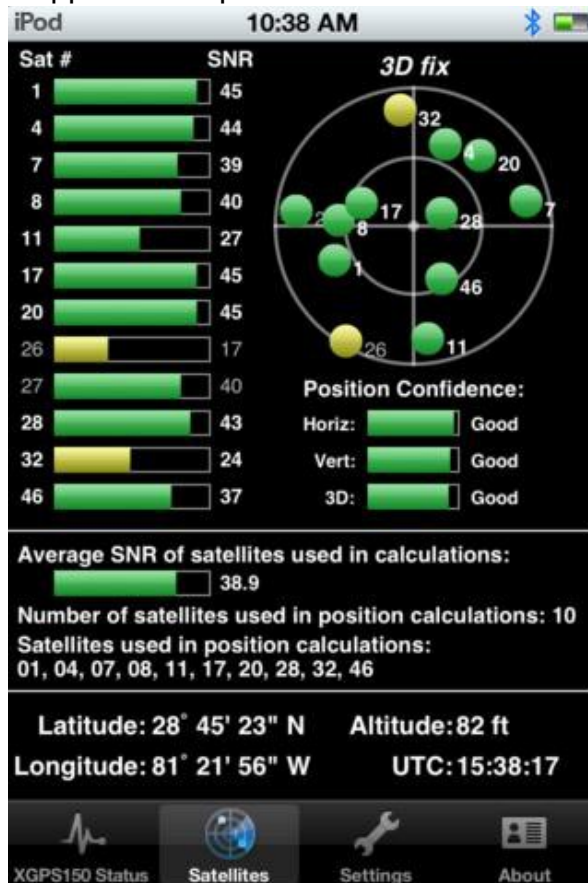 iPod 10:38 AM
Sat # SNR
1 45
4 44
7 39
8 40
11 27
17 45
20 45
26 17
27 40
28 43
32 24
46 37
3D fix
32
4
20
7
17
28
8
1
46
11
26
Position Confidence:
Horiz: Good
Vert: Good
3D: Good
Average SNR of satellites used in calculations:
38.9
Number of satellites used in position calculations: 10
Satellites used in position calculations:
01, 04, 07, 08, 11, 17, 20, 28, 32, 46
Latitude: 28° 45' 23" N Altitude: 82 ft
Longitude: 81° 21' 56" W UTC: 15:38:17
XGPS150 Status Satellites Settings About